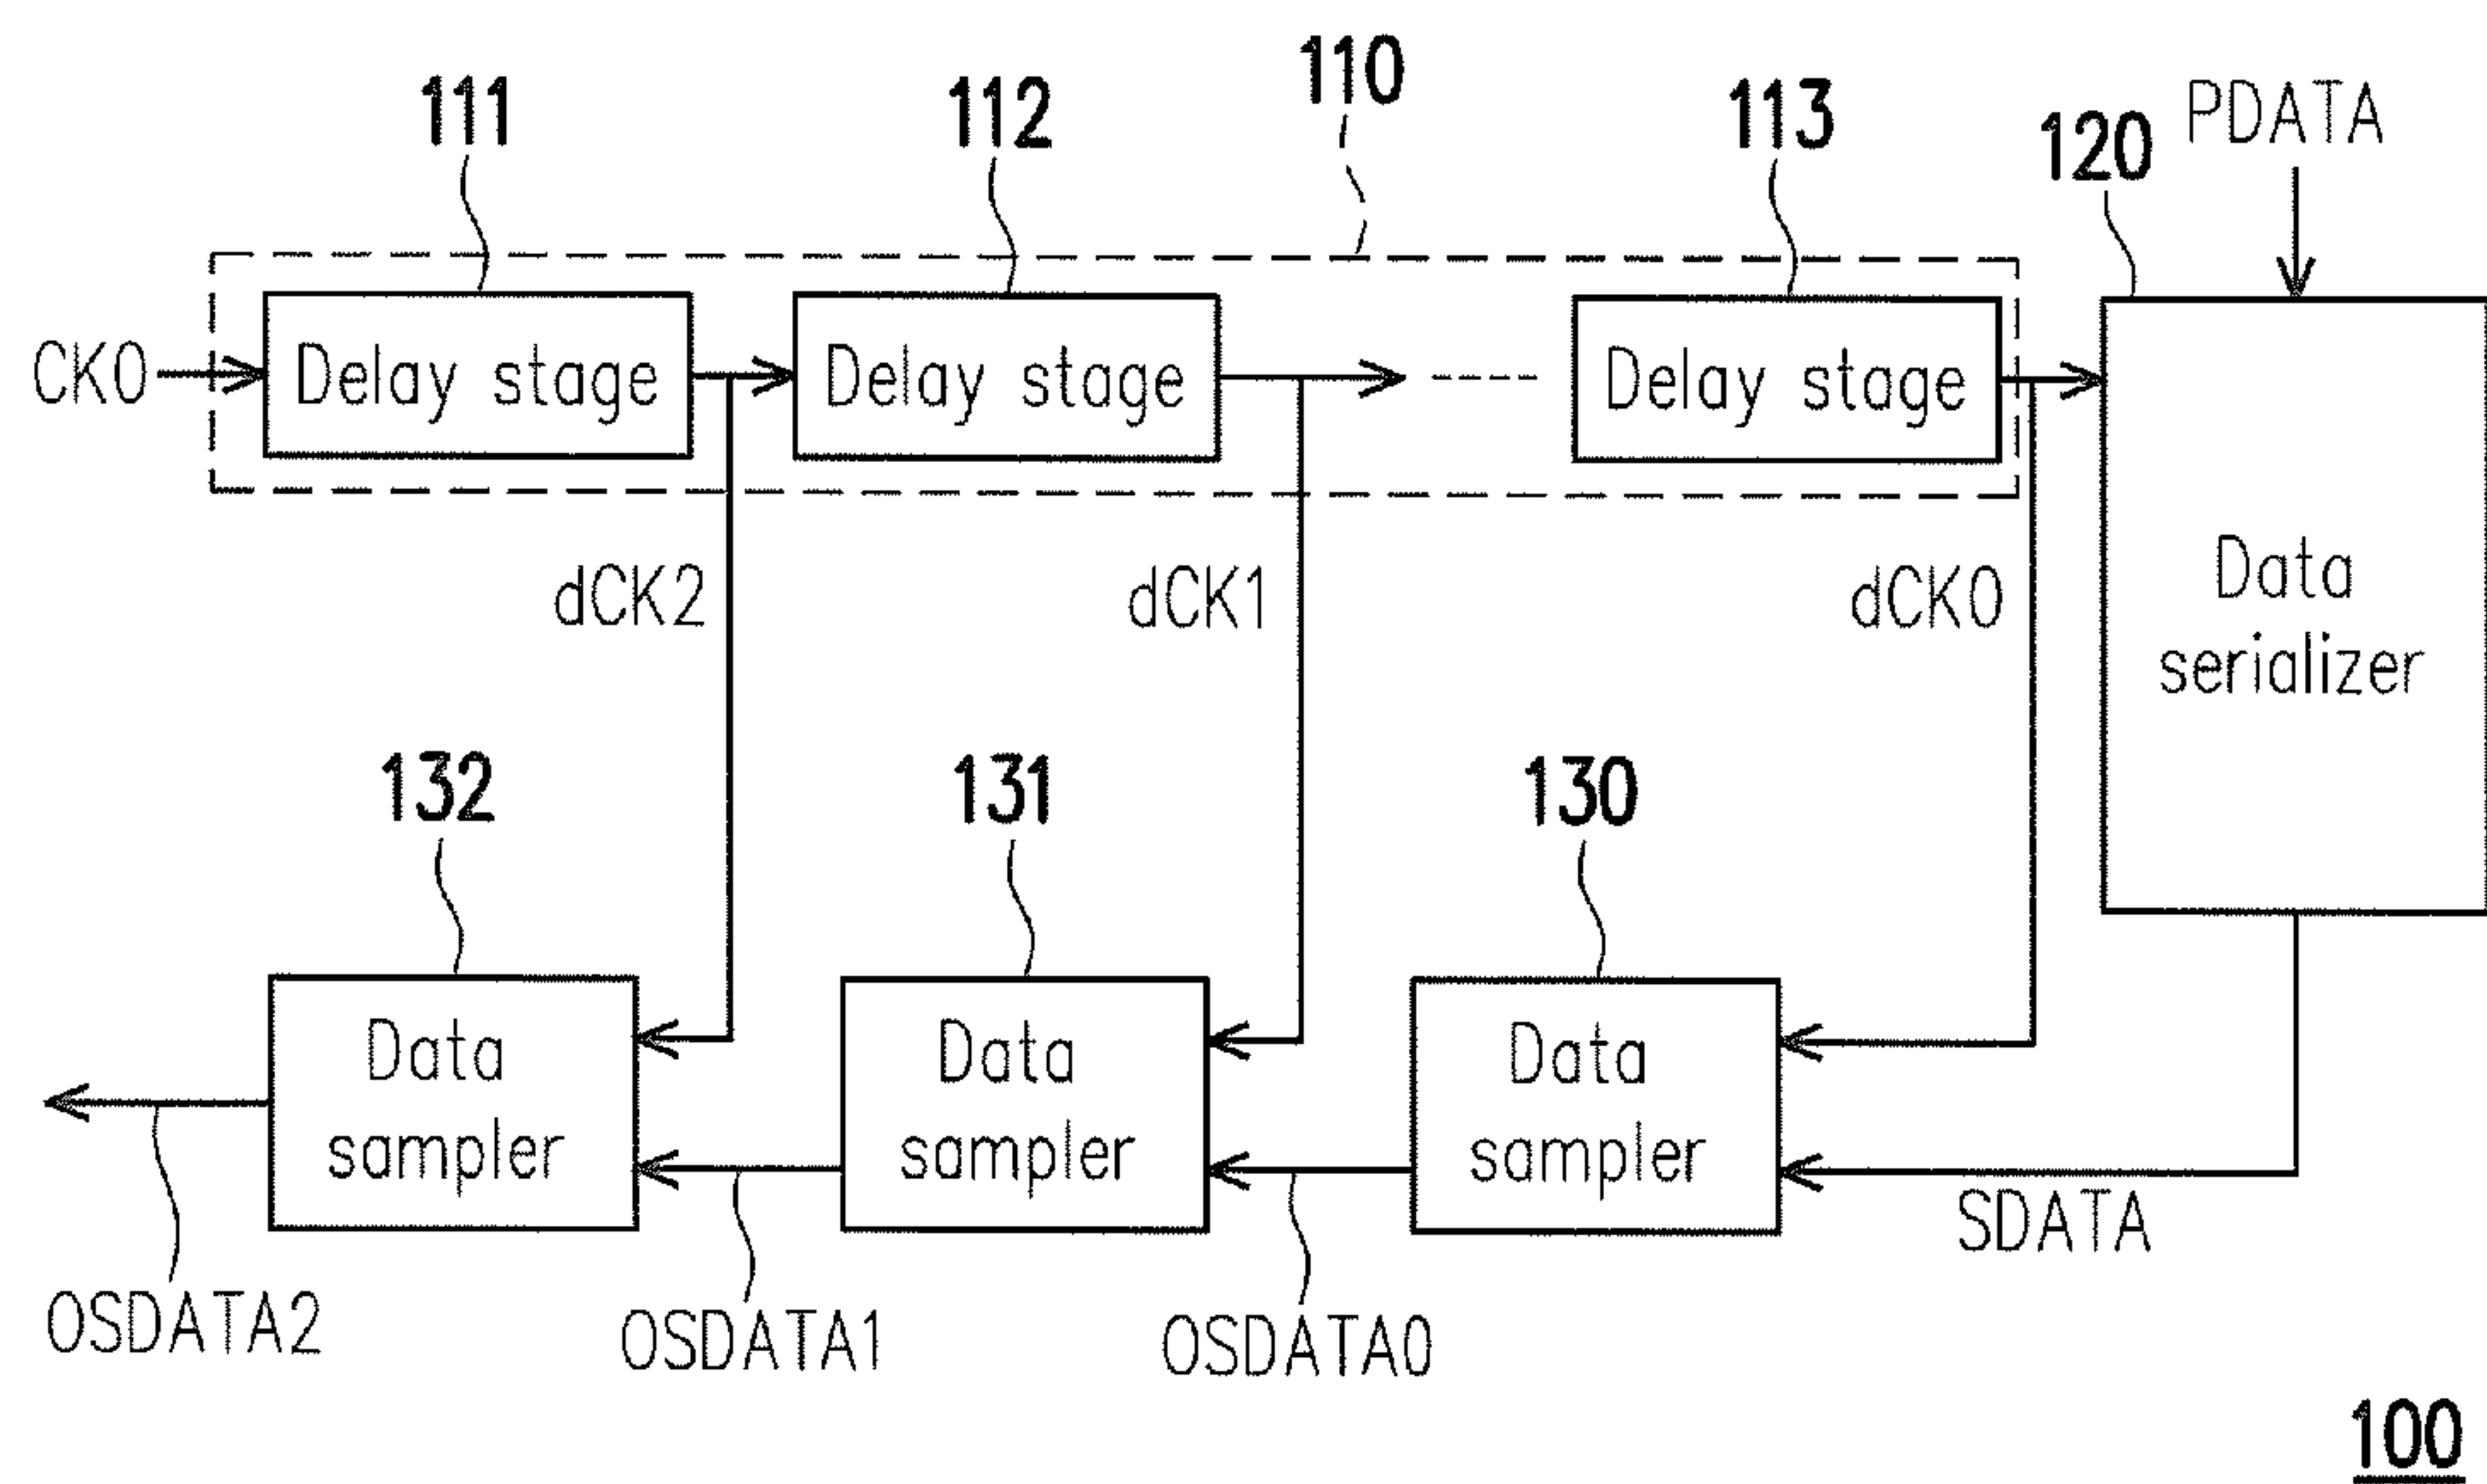 110
111
112
113
120
PDATA
CK0
Delay stage
Delay stage
Delay stage
Data
serializer
dCK2
dCK1
dCK0
132
131
130
Data
sampler
Data
sampler
Data
sampler
SDATA
OSDATA2
OSDATA1
OSDATA0
100